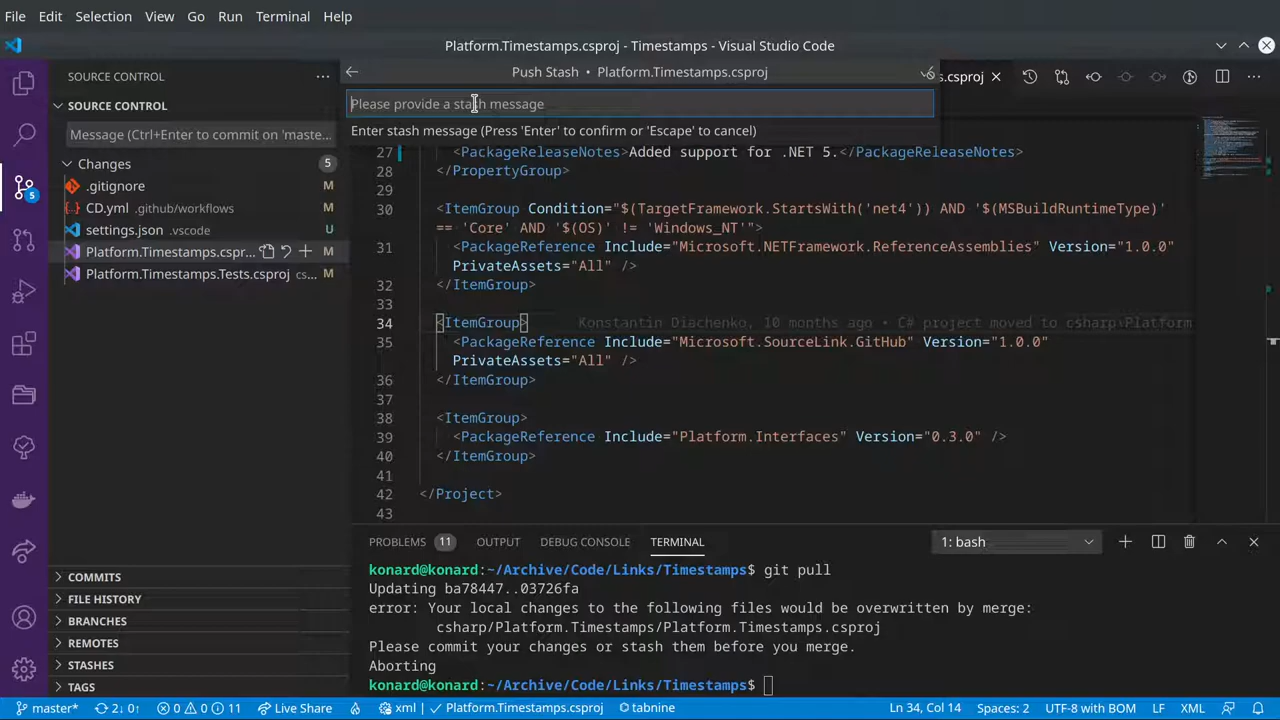 File Edit Selection View Go Run Terminal Help
Platform.Timestamps.csproj - Timestamps - Visual Studio Code
SOURCE CONTROL
Push Stash • Platform.Timestamps.csproj
s.csproj
SOURCE CONTROL
Please provide a stash message
Message (Ctrl+Enter to commit on 'maste...
Enter stash message (Press 'Enter' to confirm or 'Escape' to cancel)
Changes 5
.gitignore M
CD.yml .github/workflows M
settings.json .vscode U
Platform.Timestamps.cspr... M
Platform.Timestamps.Tests.csproj cs... M
5
27 <PackageReleaseNotes>Added support for .NET 5.</PackageReleaseNotes>
28 </PropertyGroup>
29
30 <ItemGroup Condition="$(TargetFramework.StartsWith('net4')) AND '$(MSBuildRuntimeType)'
== 'Core' AND '$(OS)' != 'Windows_NT'">
31 <PackageReference Include="Microsoft.NETFramework.ReferenceAssemblies" Version="1.0.0"
PrivateAssets="All" />
32 </ItemGroup>
33
34 <ItemGroup> Konstantin Diachenko, 10 months ago • C# project moved to csharp\Platform
35 <PackageReference Include="Microsoft.SourceLink.GitHub" Version="1.0.0"
PrivateAssets="All" />
36 </ItemGroup>
37
38 <ItemGroup>
39 <PackageReference Include="Platform.Interfaces" Version="0.3.0" />
40 </ItemGroup>
41
42 </Project>
43
PROBLEMS 11 OUTPUT DEBUG CONSOLE TERMINAL 1: bash
konard@konard:~/Archive/Code/Links/Timestamps$ git pull
Updating ba78447..03726fa
error: Your local changes to the following files would be overwritten by merge:
csharp/Platform.Timestamps/Platform.Timestamps.csproj
Please commit your changes or stash them before you merge.
Aborting
konard@konard:~/Archive/Code/Links/Timestamps$
COMMITS
FILE HISTORY
BRANCHES
REMOTES
STASHES
TAGS
master* 2↓ 0↑ 0 0 11 Live Share xml Platform.Timestamps.csproj tabnine Ln 34, Col 14 Spaces: 2 UTF-8 with BOM LF XML